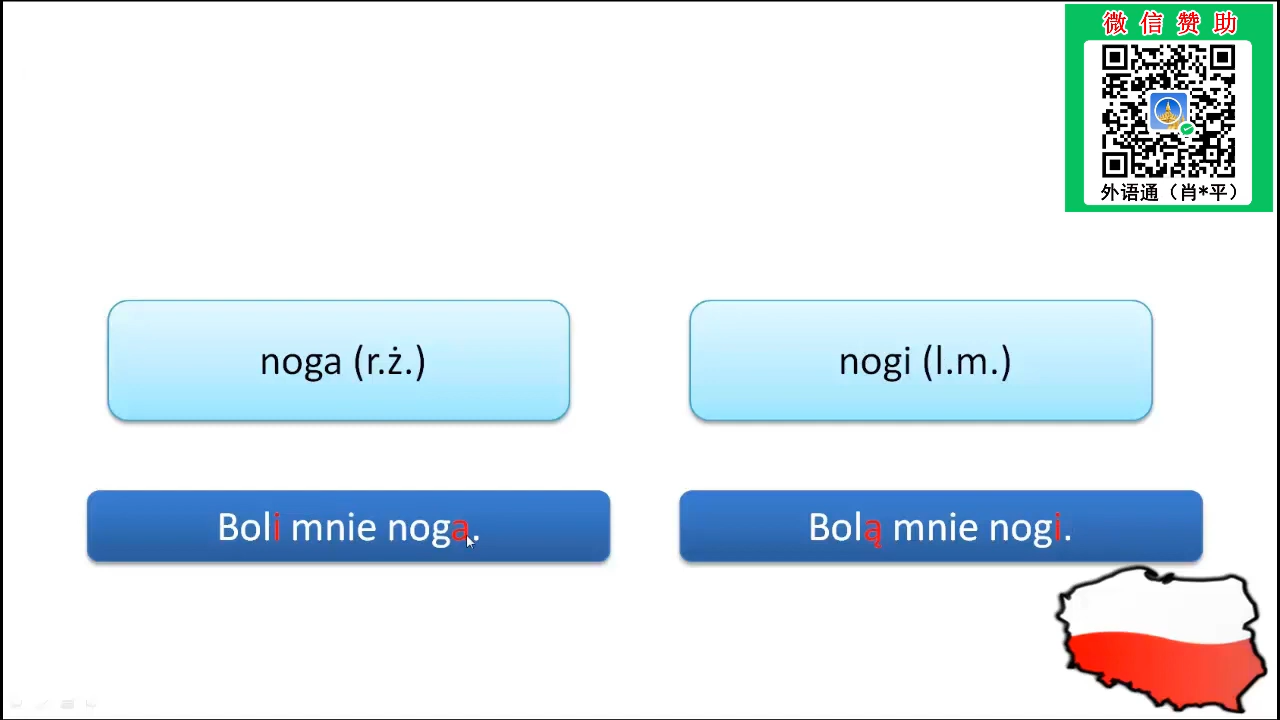 微信赞助
外语通（肖*平）
noga (r.ż.)
nogi (l.m.)
Boli mnie noga.
Bolą mnie nogi.